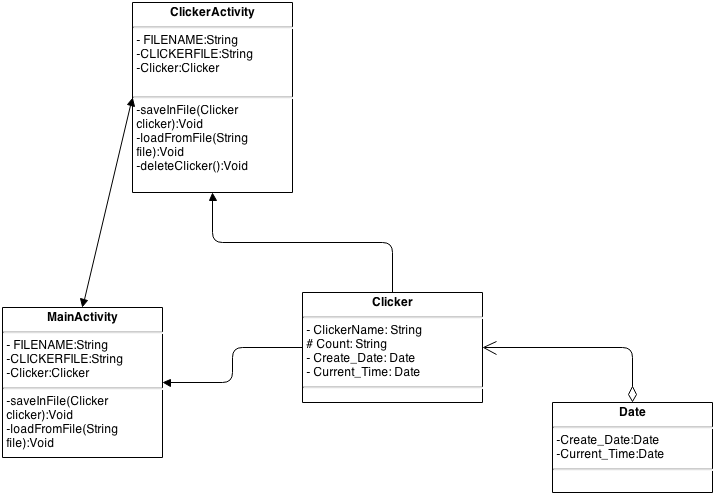 ClickerActivity
- FILENAME:String
-CLICKERFILE:String
-Clicker:Clicker
-saveInFile(Clicker
clicker):Void
-loadFromFile(String
file):Void
-deleteClicker():Void
MainActivity
- FILENAME:String
-CLICKERFILE:String
-Clicker:Clicker
-saveInFile(Clicker
clicker):Void
-loadFromFile(String
file):Void
Clicker
- ClickerName: String
# Count: String
- Create_Date: Date
- Current_Time: Date
Date
-Create_Date:Date
-Current_Time:Date